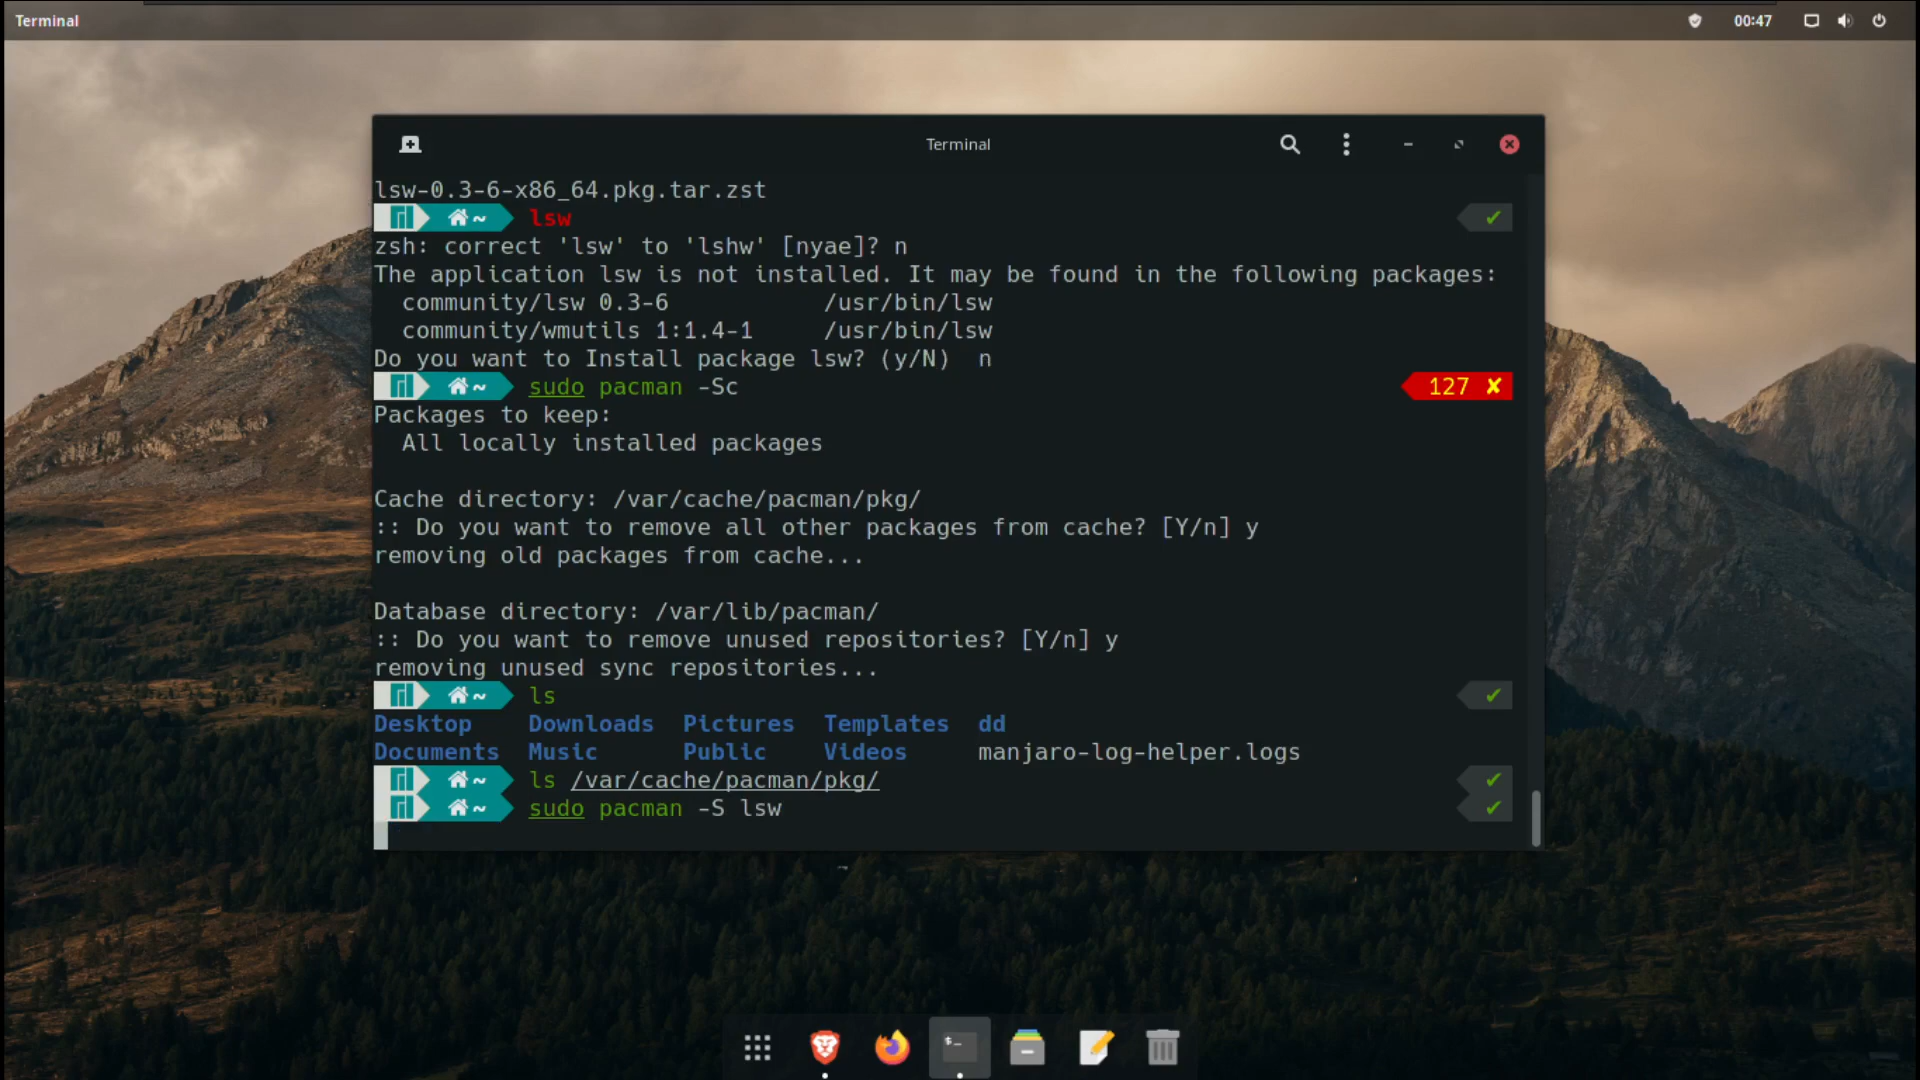 Terminal
00:47
Terminal
lsw-0.3-6-x86_64.pkg.tar.zst
~ lsw ✔
zsh: correct 'lsw' to 'lshw' [nyae]? n
The application lsw is not installed. It may be found in the following packages:
  community/lsw 0.3-6           /usr/bin/lsw
  community/wmutils 1:1.4-1     /usr/bin/lsw
Do you want to Install package lsw? (y/N)  n
~ sudo pacman -Sc 127 ✘
Packages to keep:
  All locally installed packages
Cache directory: /var/cache/pacman/pkg/
:: Do you want to remove all other packages from cache? [Y/n] y
removing old packages from cache...
Database directory: /var/lib/pacman/
:: Do you want to remove unused repositories? [Y/n] y
removing unused sync repositories...
~ ls ✔
Desktop    Downloads  Pictures  Templates  dd
Documents  Music      Public    Videos     manjaro-log-helper.logs
~ ls /var/cache/pacman/pkg/ ✔
~ sudo pacman -S lsw ✔
$_